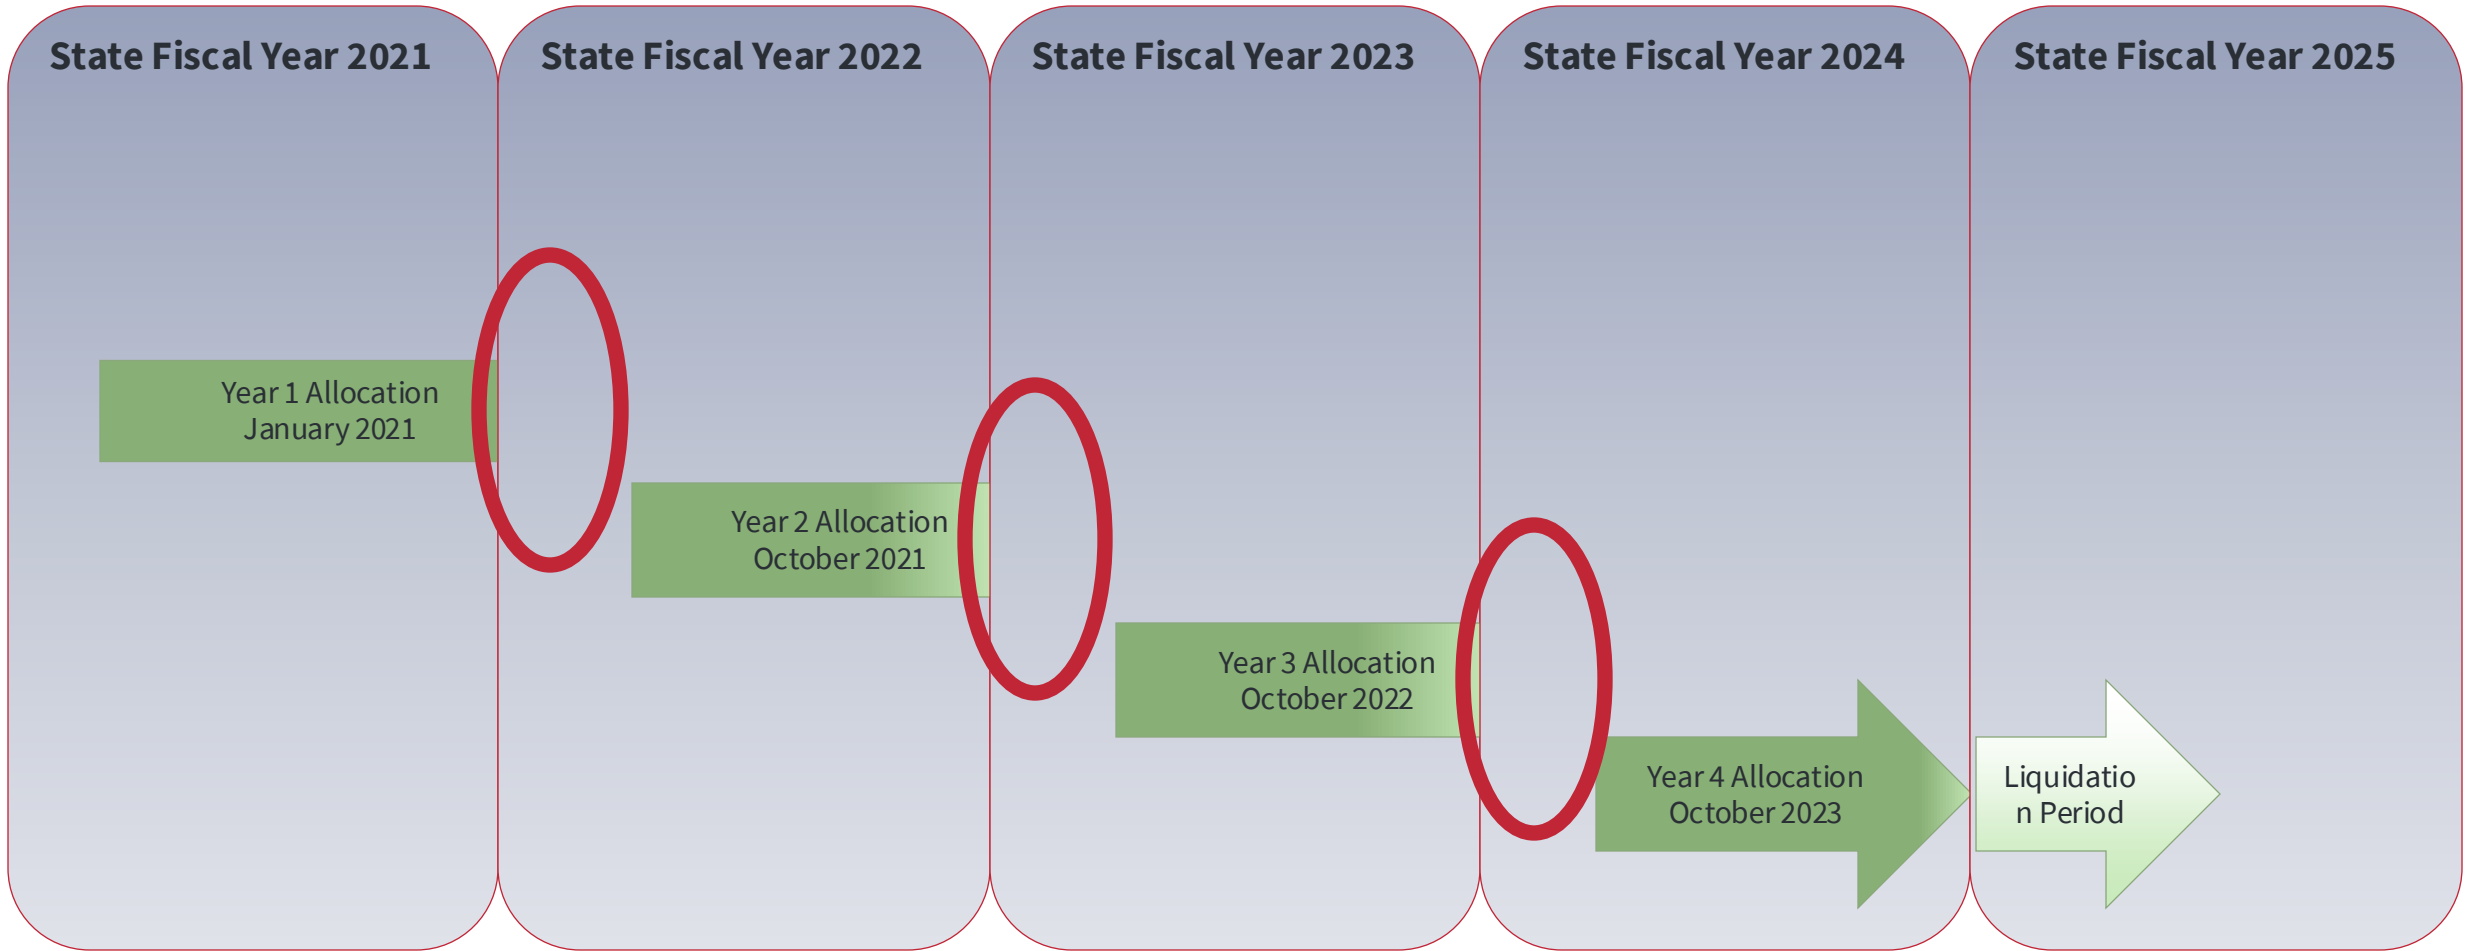 State Fiscal Year 2021
State Fiscal Year 2022
State Fiscal Year 2023
State Fiscal Year 2024
State Fiscal Year 2025
Year 1 Allocation
January 2021
Year 2 Allocation
October 2021
Year 3 Allocation
October 2022
Year 4 Allocation
October 2023
Liquidatio
n Period